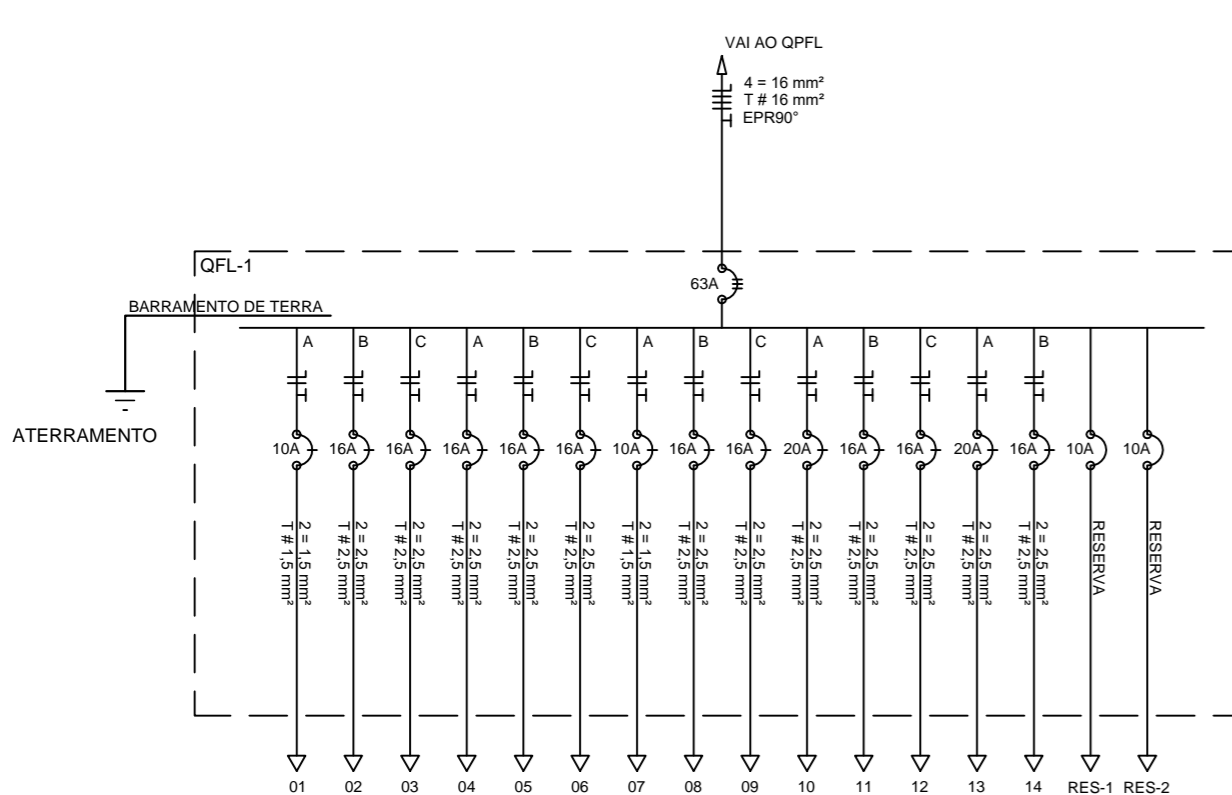 VAI AO QPFL
4 = 16 mm²
T # 16 mm²
EPR90°
QFL-1
63A
BARRAMENTO DE TERRA
ATERRAMENTO
A B C A B C A B C A B C A B
10A 16A 16A 16A 16A 16A 10A 16A 16A 20A 16A 16A 20A 16A 10A 10A
2 = 1,5 mm²
T # 1,5 mm²
2 = 2,5 mm²
T # 2,5 mm²
2 = 2,5 mm²
T # 2,5 mm²
2 = 2,5 mm²
T # 2,5 mm²
2 = 2,5 mm²
T # 2,5 mm²
2 = 2,5 mm²
T # 2,5 mm²
2 = 1,5 mm²
T # 1,5 mm²
2 = 2,5 mm²
T # 2,5 mm²
2 = 2,5 mm²
T # 2,5 mm²
2 = 2,5 mm²
T # 2,5 mm²
2 = 2,5 mm²
T # 2,5 mm²
2 = 2,5 mm²
T # 2,5 mm²
2 = 2,5 mm²
T # 2,5 mm²
2 = 2,5 mm²
T # 2,5 mm²
RESERVA
RESERVA
01 02 03 04 05 06 07 08 09 10 11 12 13 14 RES-1 RES-2